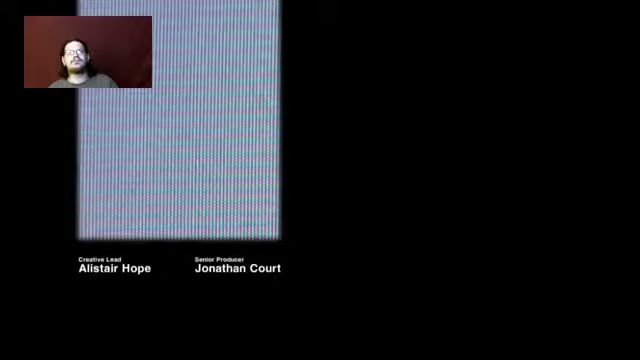 Creative Lead
Alistair Hope
Senior Producer
Jonathan Court